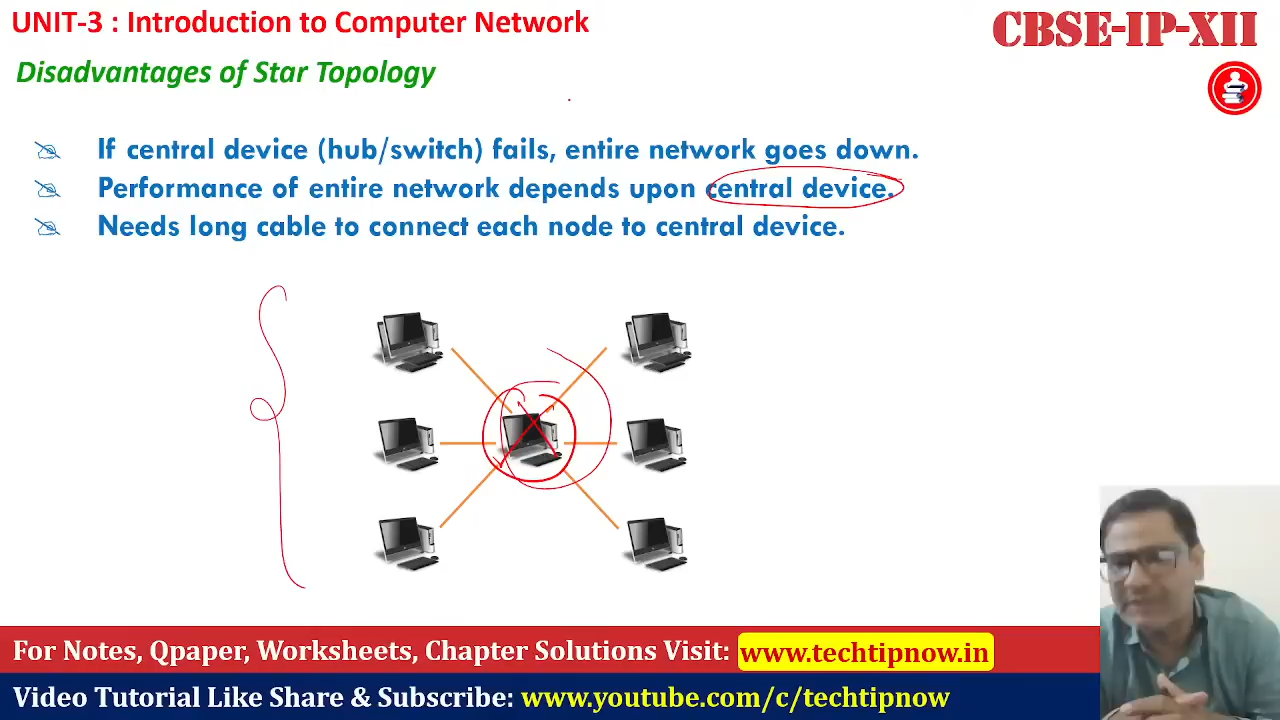 UNIT-3 : Introduction to Computer Network
CBSE-IP-XII
Disadvantages of Star Topology
If central device (hub/switch) fails, entire network goes down.
Performance of entire network depends upon central device.
Needs long cable to connect each node to central device.
For Notes, Qpaper, Worksheets, Chapter Solutions Visit: www.techtipnow.in
Video Tutorial Like Share & Subscribe: www.youtube.com/c/techtipnow